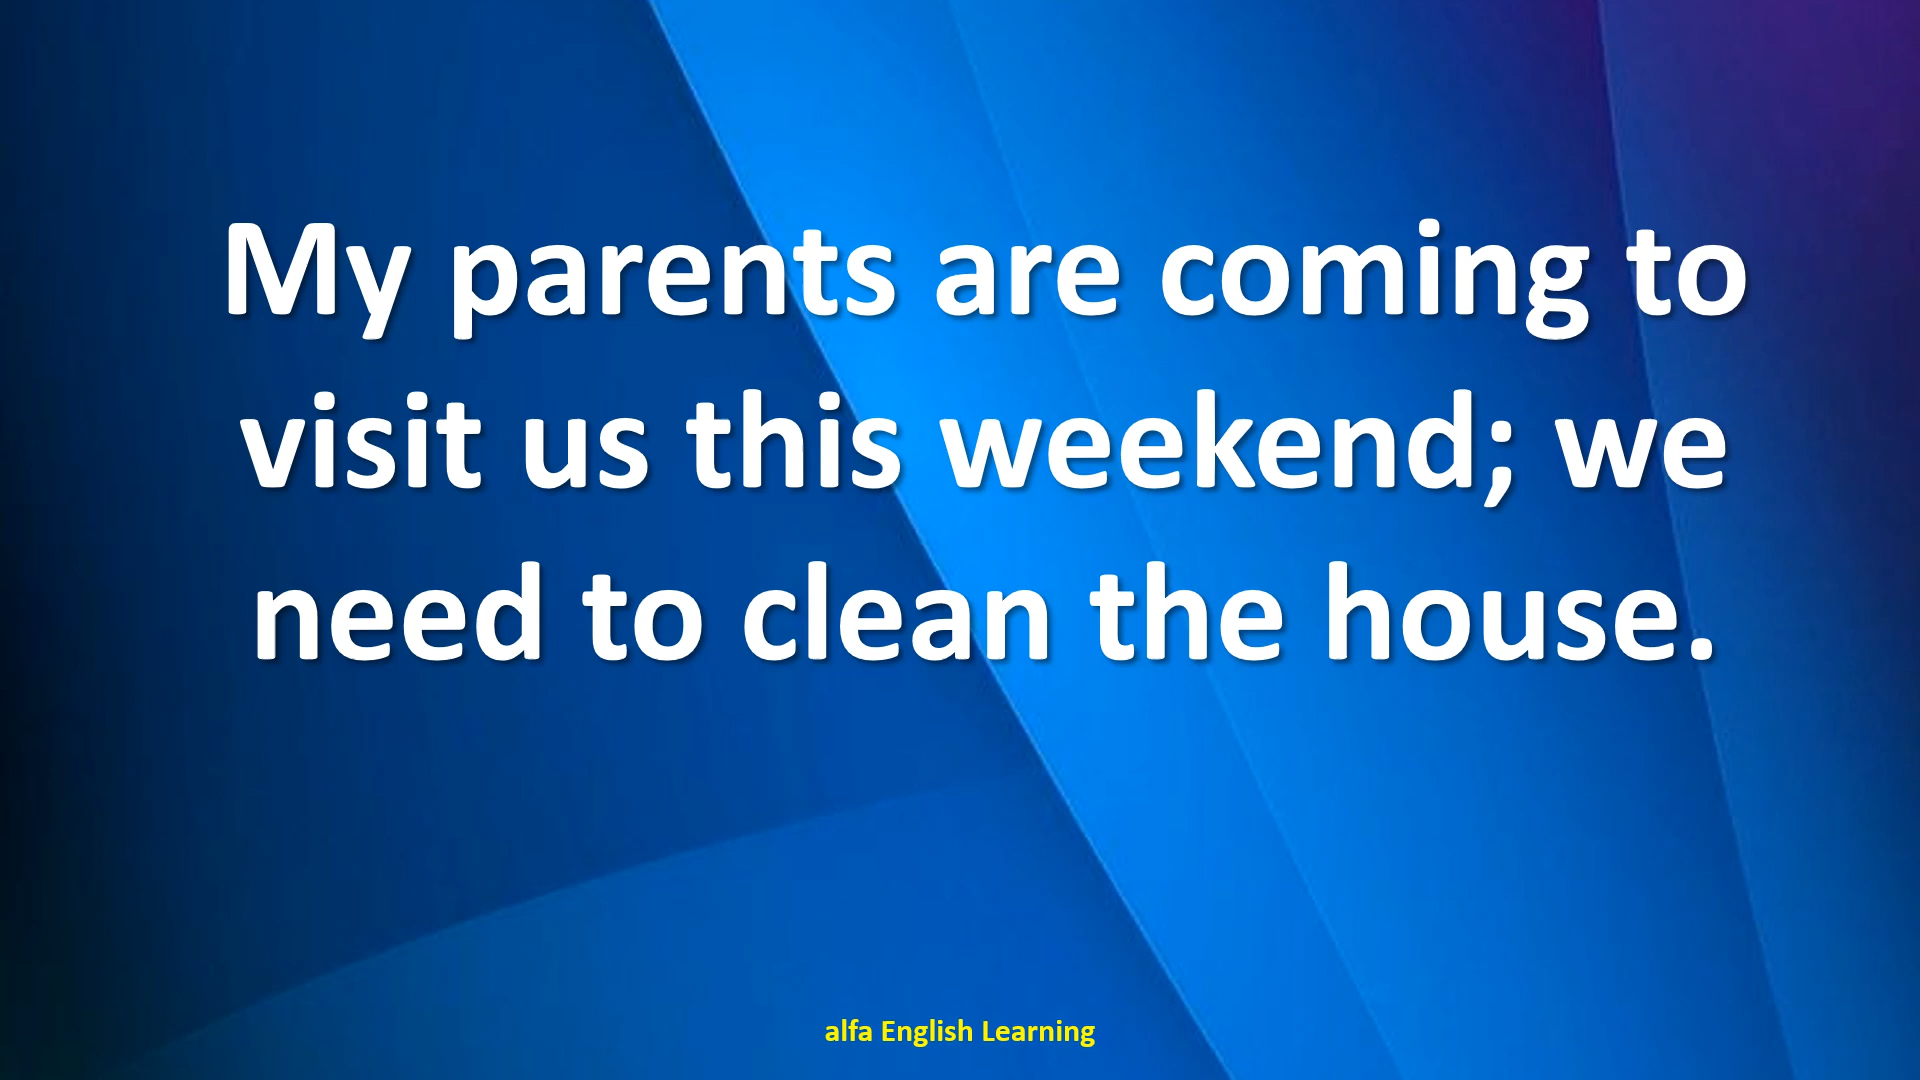 My parents are coming to
visit us this weekend; we
need to clean the house.
alfa English Learning